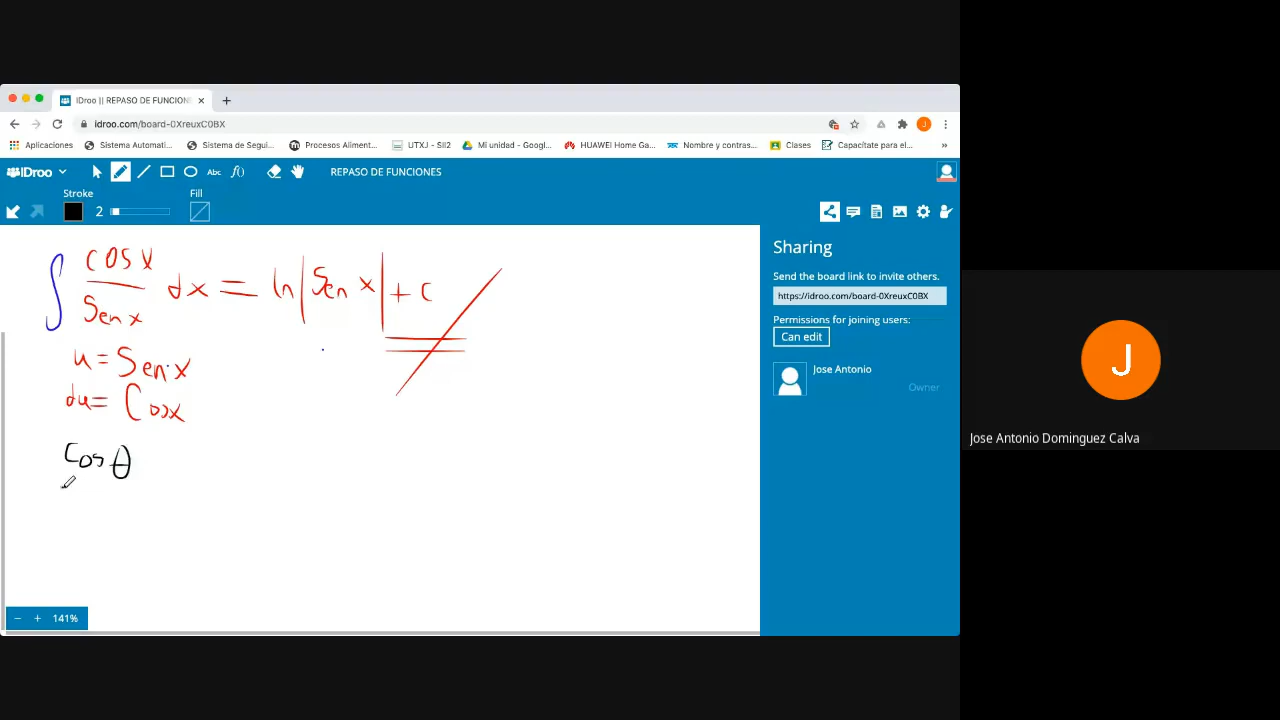 IDroo || REPASO DE FUNCION
idroo.com/board-0XreuxC0BX
Aplicaciones Sistema Automati... Sistema de Segui... Procesos Aliment... UTXJ - SII2 Mi unidad - Googl... HUAWEI Home Ga... Nombre y contras... Clases Capacítate para el... »
IDroo Abc f() REPASO DE FUNCIONES
Stroke Fill
2
Sharing
Send the board link to invite others.
https://idroo.com/board-0XreuxC0BX
Permissions for joining users:
Can edit
Jose Antonio
Owner
∫ cos x / Sen x dx = ln |Sen x| + c
u = Sen x
du = Cos x
Cos θ
− + 141%
J
Jose Antonio Dominguez Calva